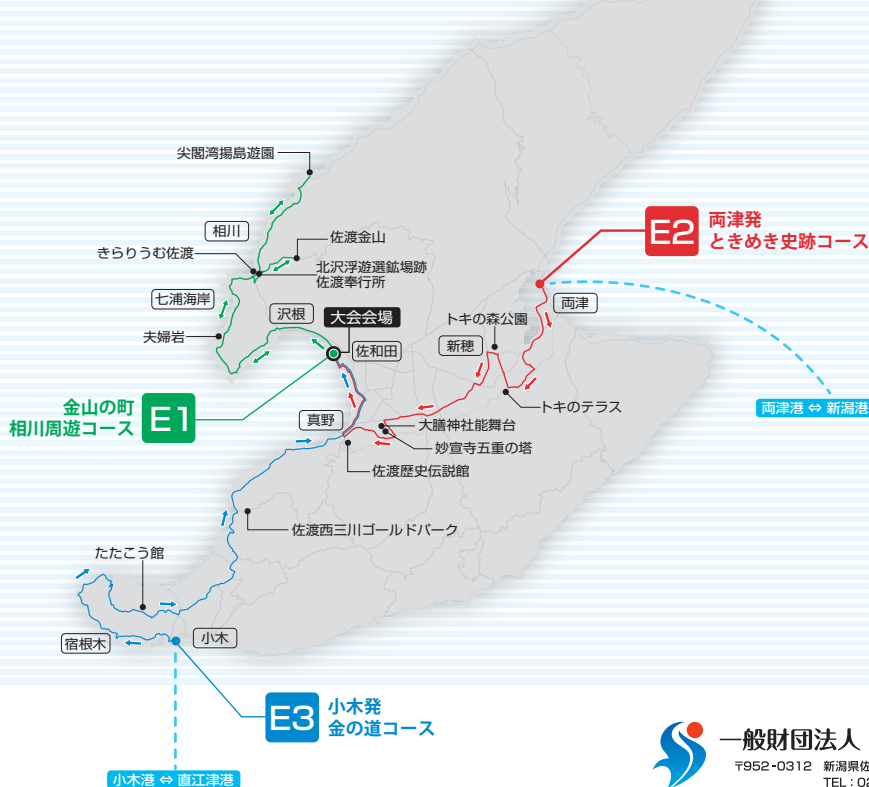 尖閣湾揚島遊園
相川
佐渡金山
きらりうむ佐渡
北沢浮遊選鉱場跡
佐渡奉行所
七浦海岸
沢根
大会会場
夫婦岩
佐和田
E1
金山の町
相川周遊コース
E2
両津発
ときめき史跡コース
両津
トキの森公園
新穂
トキのテラス
両津港 ⇔ 新潟港
真野
大膳神社能舞台
妙宣寺五重の塔
佐渡歴史伝説館
佐渡西三川ゴールドパーク
たたこう館
宿根木
小木
E3
小木発
金の道コース
小木港 ⇔ 直江津港
一般財団法人
〒952-0312 新潟県佐
TEL：02